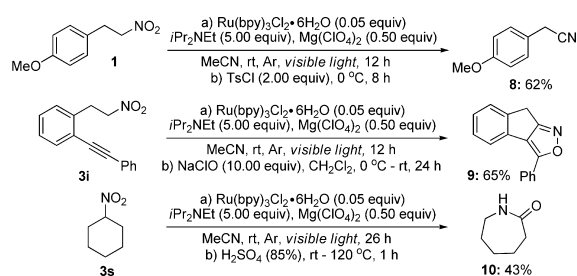 a) Ru(bpy)3Cl2•6H2O (0.05 equiv)
iPr2NEt (5.00 equiv), Mg(ClO4)2 (0.50 equiv)
MeCN, rt, Ar, visible light, 12 h
b) TsCl (2.00 equiv), 0 °C, 8 h
NO2
MeO
1
CN
MeO
8: 62%
a) Ru(bpy)3Cl2•6H2O (0.05 equiv)
iPr2NEt (5.00 equiv), Mg(ClO4)2 (0.50 equiv)
MeCN, rt, Ar, visible light, 12 h
b) NaClO (10.00 equiv), CH2Cl2, 0 °C - rt, 24 h
NO2
Ph
3i
N
O
Ph
9: 65%
a) Ru(bpy)3Cl2•6H2O (0.05 equiv)
iPr2NEt (5.00 equiv), Mg(ClO4)2 (0.50 equiv)
MeCN, rt, Ar, visible light, 26 h
b) H2SO4 (85%), rt - 120 °C, 1 h
NO2
3s
H
N
O
10: 43%